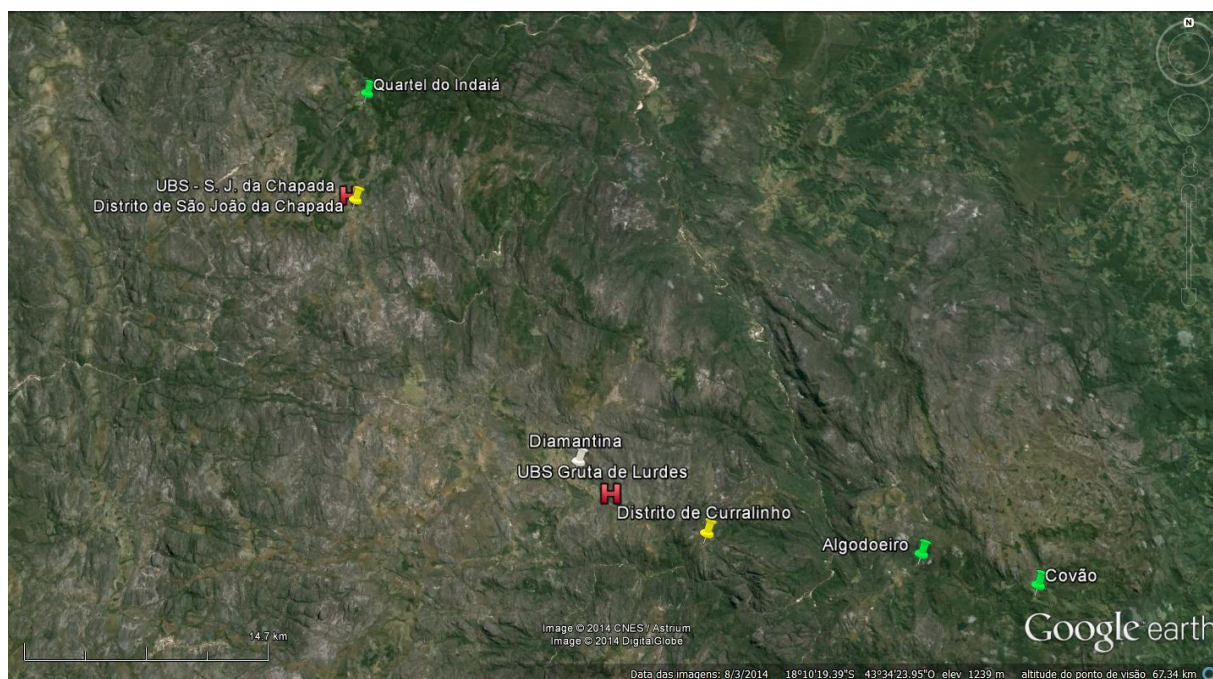 N
Quartel do Indaiá
UBS - S. J. da Chapada
H
Distrito de São João da Chapada
Diamantina
UBS Gruta de Lurdes
H
Distrito de Curralinho
Algodoeiro
Covão
14.7 km
Image © 2014 CNES / Astrium
Image © 2014 DigitalGlobe
Google earth
Data das imagens: 8/3/2014 18°10'19.39"S 43°34'23.95"O elev 1239 m altitude do ponto de visão 67.34 km